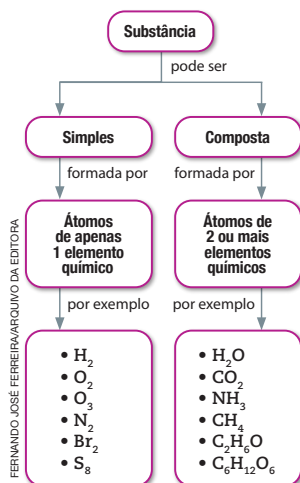 Substância
pode ser
Simples
Composta
formada por
formada por
Átomos
de apenas
1 elemento
químico
Átomos de
2 ou mais
elementos
químicos
por exemplo
por exemplo
• H₂
• O₂
• O₃
• N₂
• Br₂
• S₈
• H₂O
• CO₂
• NH₃
• CH₄
• C₂H₆O
• C₆H₁₂O₆
FERNANDO JOSÉ FERREIRA/ARQUIVO DA EDITORA